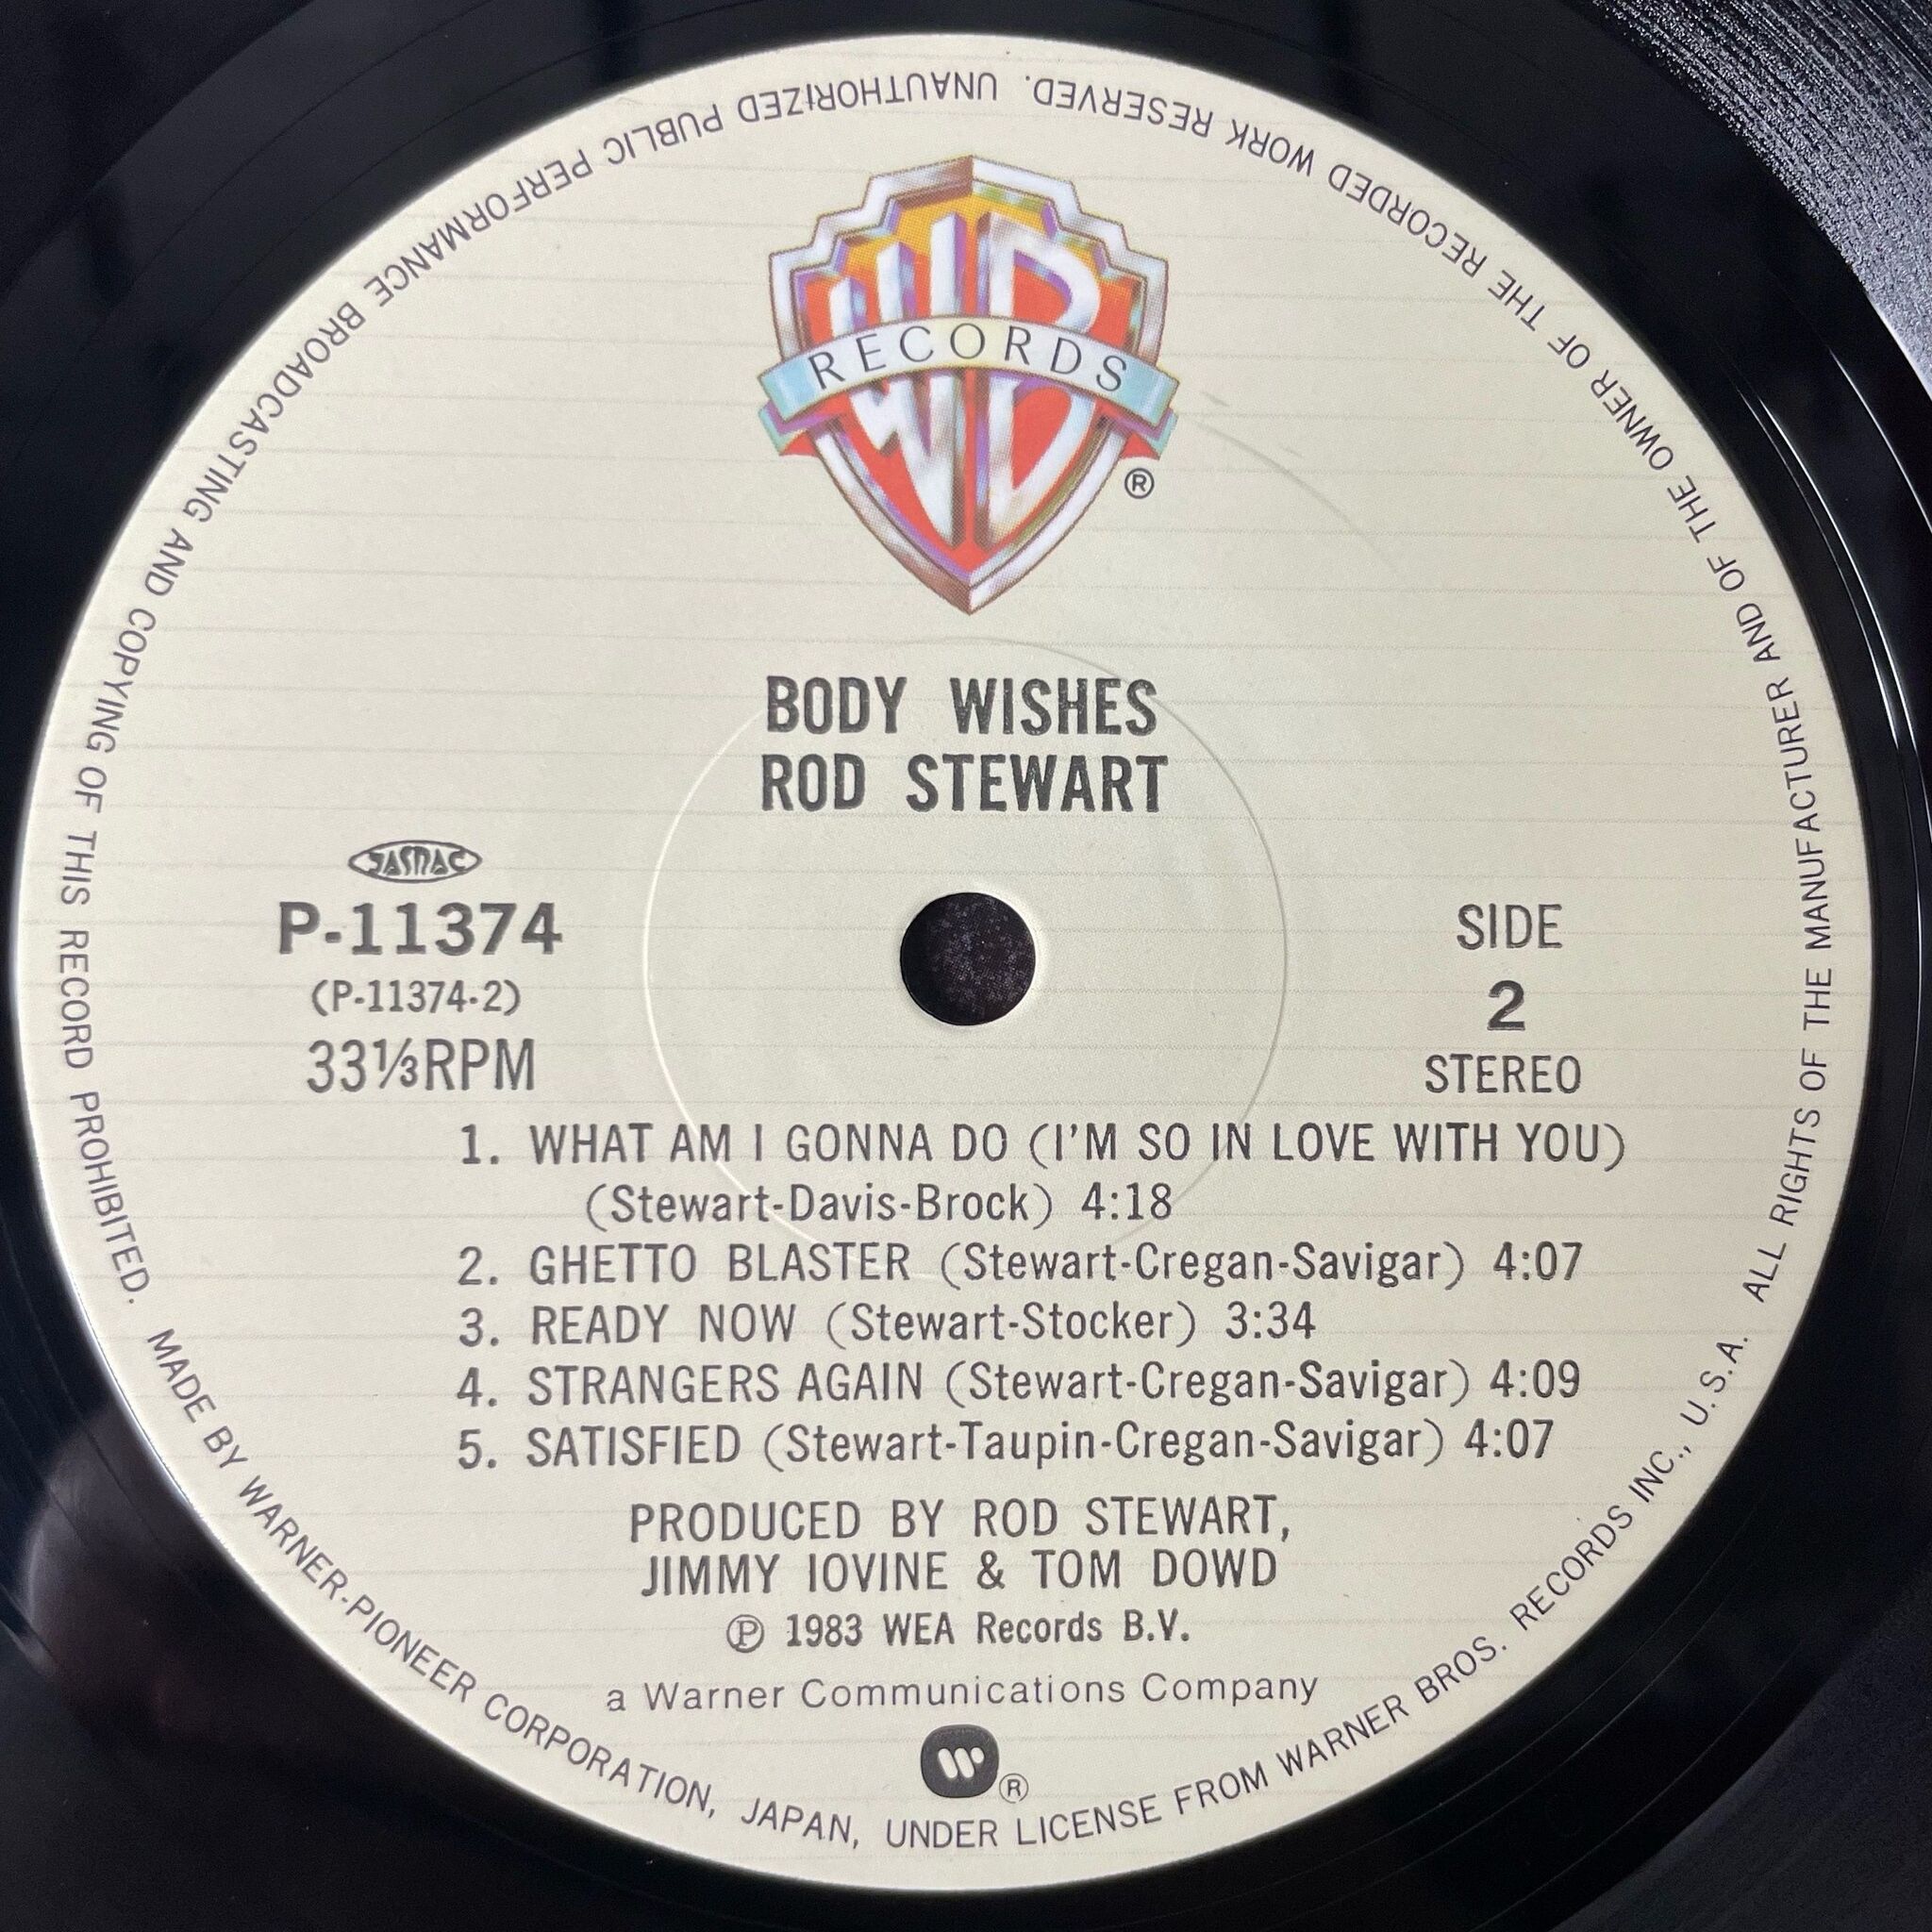 WB
RECORDS
®
BODY WISHES
ROD STEWART
JASRAC
P-11374
(P-11374-2)
33⅓RPM
SIDE
2
STEREO
1. WHAT AM I GONNA DO (I'M SO IN LOVE WITH YOU)
(Stewart-Davis-Brock) 4:18
2. GHETTO BLASTER (Stewart-Cregan-Savigar) 4:07
3. READY NOW (Stewart-Stocker) 3:34
4. STRANGERS AGAIN (Stewart-Cregan-Savigar) 4:09
5. SATISFIED (Stewart-Taupin-Cregan-Savigar) 4:07
PRODUCED BY ROD STEWART,
JIMMY IOVINE & TOM DOWD
℗ 1983 WEA Records B.V.
a Warner Communications Company
W®
MADE BY WARNER-PIONEER CORPORATION, JAPAN, UNDER LICENSE FROM WARNER BROS. RECORDS INC., U.S.A. ALL RIGHTS OF THE MANUFACTURER AND OF THE OWNER OF THE RECORDED WORK RESERVED. UNAUTHORIZED PUBLIC PERFORMANCE BROADCASTING AND COPYING OF THIS RECORD PROHIBITED.